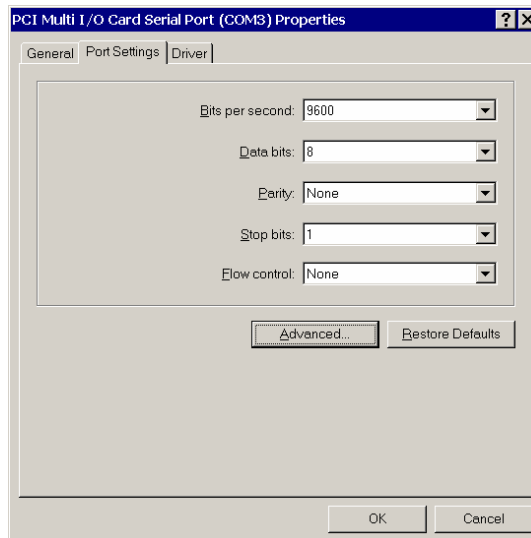 PCI Multi I/O Card Serial Port (COM3) Properties
General Port Settings Driver
Bits per second: 9600
Data bits: 8
Parity: None
Stop bits: 1
Flow control: None
Advanced... Restore Defaults
OK Cancel